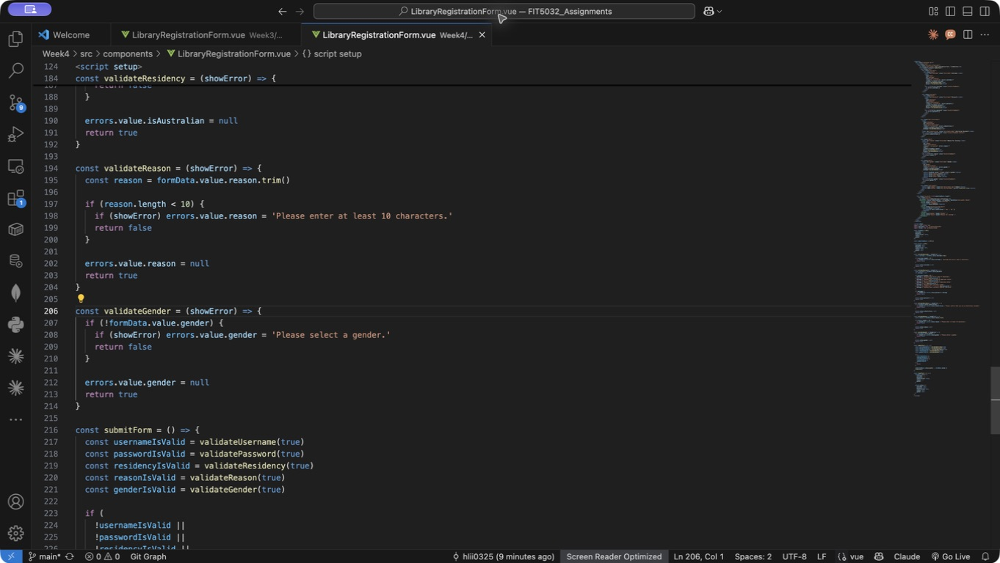 LibraryRegistrationForm.vue — FIT5032_Assignments
Welcome
LibraryRegistrationForm.vue Week3/...
LibraryRegistrationForm.vue Week4/...
Week4 > src > components > LibraryRegistrationForm.vue > {} script setup
124 <script setup>
184 const validateResidency = (showError) => {
187 return false
188 }
189
190 errors.value.isAustralian = null
191 return true
192 }
193
194 const validateReason = (showError) => {
195 const reason = formData.value.reason.trim()
196
197 if (reason.length < 10) {
198 if (showError) errors.value.reason = 'Please enter at least 10 characters.'
199 return false
200 }
201
202 errors.value.reason = null
203 return true
204 }
205
206 const validateGender = (showError) => {
207 if (!formData.value.gender) {
208 if (showError) errors.value.gender = 'Please select a gender.'
209 return false
210 }
211
212 errors.value.gender = null
213 return true
214 }
215
216 const submitForm = () => {
217 const usernameIsValid = validateUsername(true)
218 const passwordIsValid = validatePassword(true)
219 const residencyIsValid = validateResidency(true)
220 const reasonIsValid = validateReason(true)
221 const genderIsValid = validateGender(true)
222
223 if (
224 !usernameIsValid ||
225 !passwordIsValid ||
226 !residencyIsValid ||
9
1
main* 0 0 Git Graph hlii0325 (9 minutes ago) Screen Reader Optimized Ln 206, Col 1 Spaces: 2 UTF-8 LF {} vue Claude Go Live